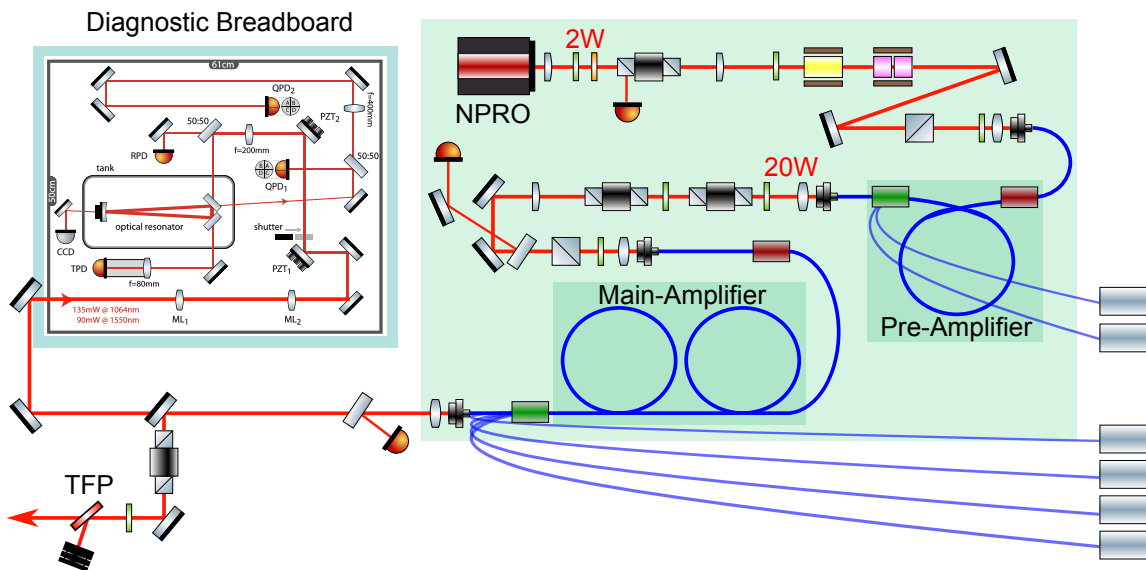 Diagnostic Breadboard
61cm
50cm
QPD2
A B
D C
PZT2
f=400mm
50:50
RPD
f=200mm
50:50
B A
D C
QPD1
tank
optical resonator
CCD
shutter
TPD
f=80mm
PZT1
135mW @ 1064nm
90mW @ 1550nm
ML1
ML2
2W
NPRO
20W
Pre-Amplifier
Main-Amplifier
TFP